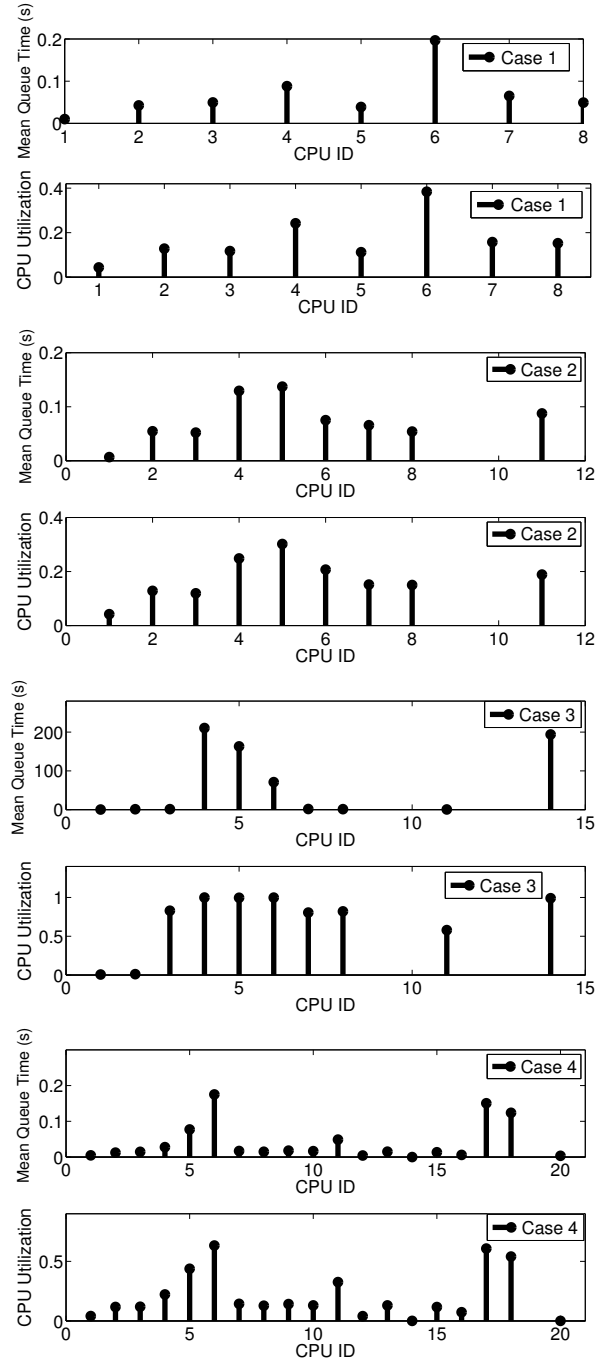 Mean Queue Time (s)
0.2
0.1
0
1 2 3 4 5 6 7 8
CPU ID
Case 1
CPU Utilization
0.4
0.2
0
1 2 3 4 5 6 7 8
CPU ID
Case 1
Mean Queue Time (s)
0.2
0.1
0
0 2 4 6 8 10 12
CPU ID
Case 2
CPU Utilization
0.4
0.2
0
0 2 4 6 8 10 12
CPU ID
Case 2
Mean Queue Time (s)
200
100
0
0 5 10 15
CPU ID
Case 3
CPU Utilization
1
0.5
0
0 5 10 15
CPU ID
Case 3
Mean Queue Time (s)
0.2
0.1
0
0 5 10 15 20
CPU ID
Case 4
CPU Utilization
0.5
0
0 5 10 15 20
CPU ID
Case 4